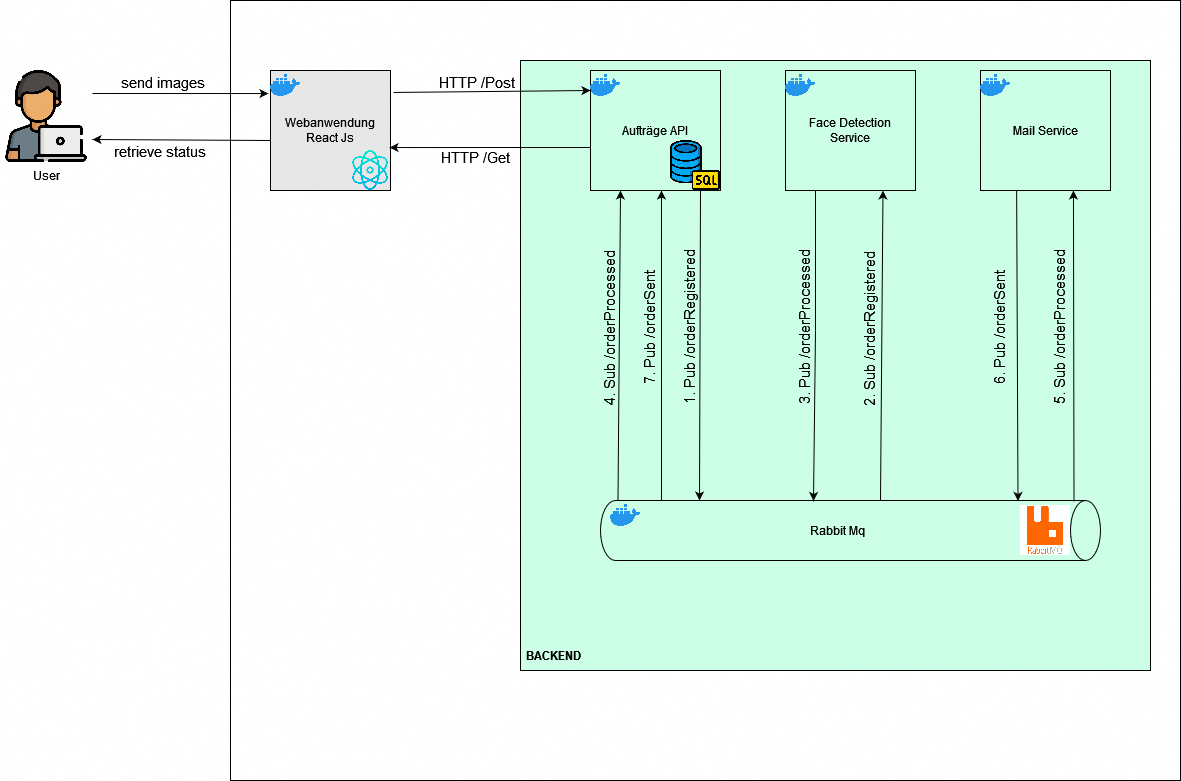 send images
retrieve status
User
Webanwendung
React Js
HTTP /Post
HTTP /Get
Aufträge API
SQL
Face Detection
Service
Mail Service
4. Sub /orderProcessed
7. Pub /orderSent
1. Pub /orderRegistered
3. Pub /orderProcessed
2. Sub /orderRegistered
6. Pub /orderSent
5. Sub /orderProcessed
Rabbit Mq
RabbitMQ
BACKEND